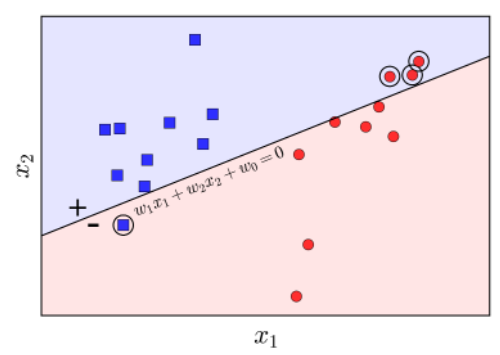 x₂
w₁x₁ + w₂x₂ + w₀ = 0
+
-
x₁